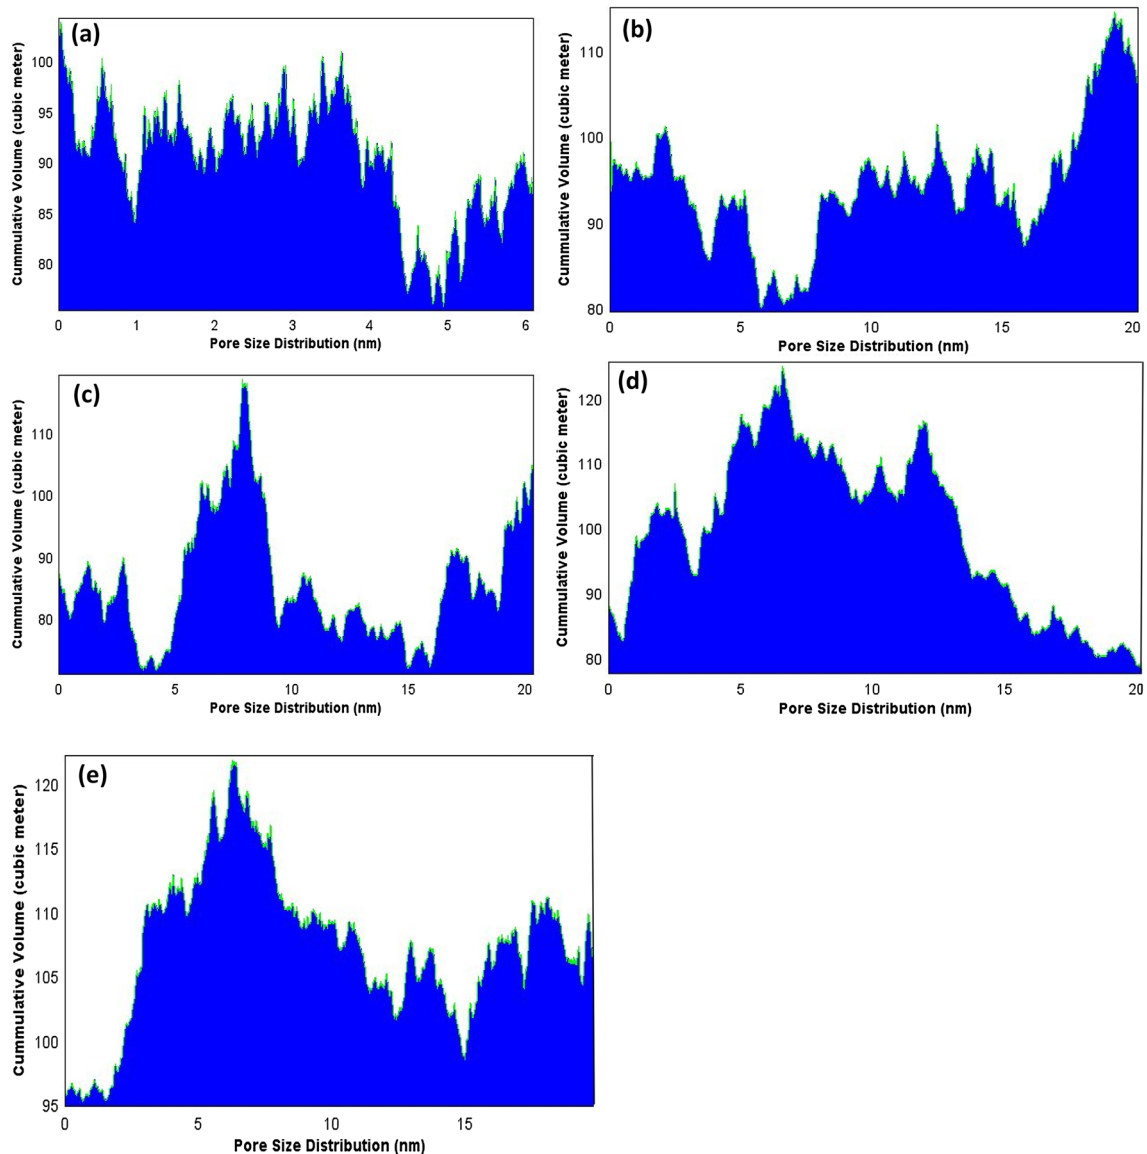 (a)
Cummulative Volume (cubic meter)
100
95
90
85
80
0 1 2 3 4 5 6
Pore Size Distribution (nm)
(b)
Cummulative Volume (cubic meter)
110
100
90
80
0 5 10 15 20
Pore Size Distribution (nm)
(c)
Cummulative Volume (cubic meter)
110
100
90
80
0 5 10 15 20
Pore Size Distribution (nm)
(d)
Cummulative Volume (cubic meter)
120
110
100
90
80
0 5 10 15 20
Pore Size Distribution (nm)
(e)
Cummulative Volume (cubic meter)
120
115
110
105
100
95
0 5 10 15
Pore Size Distribution (nm)